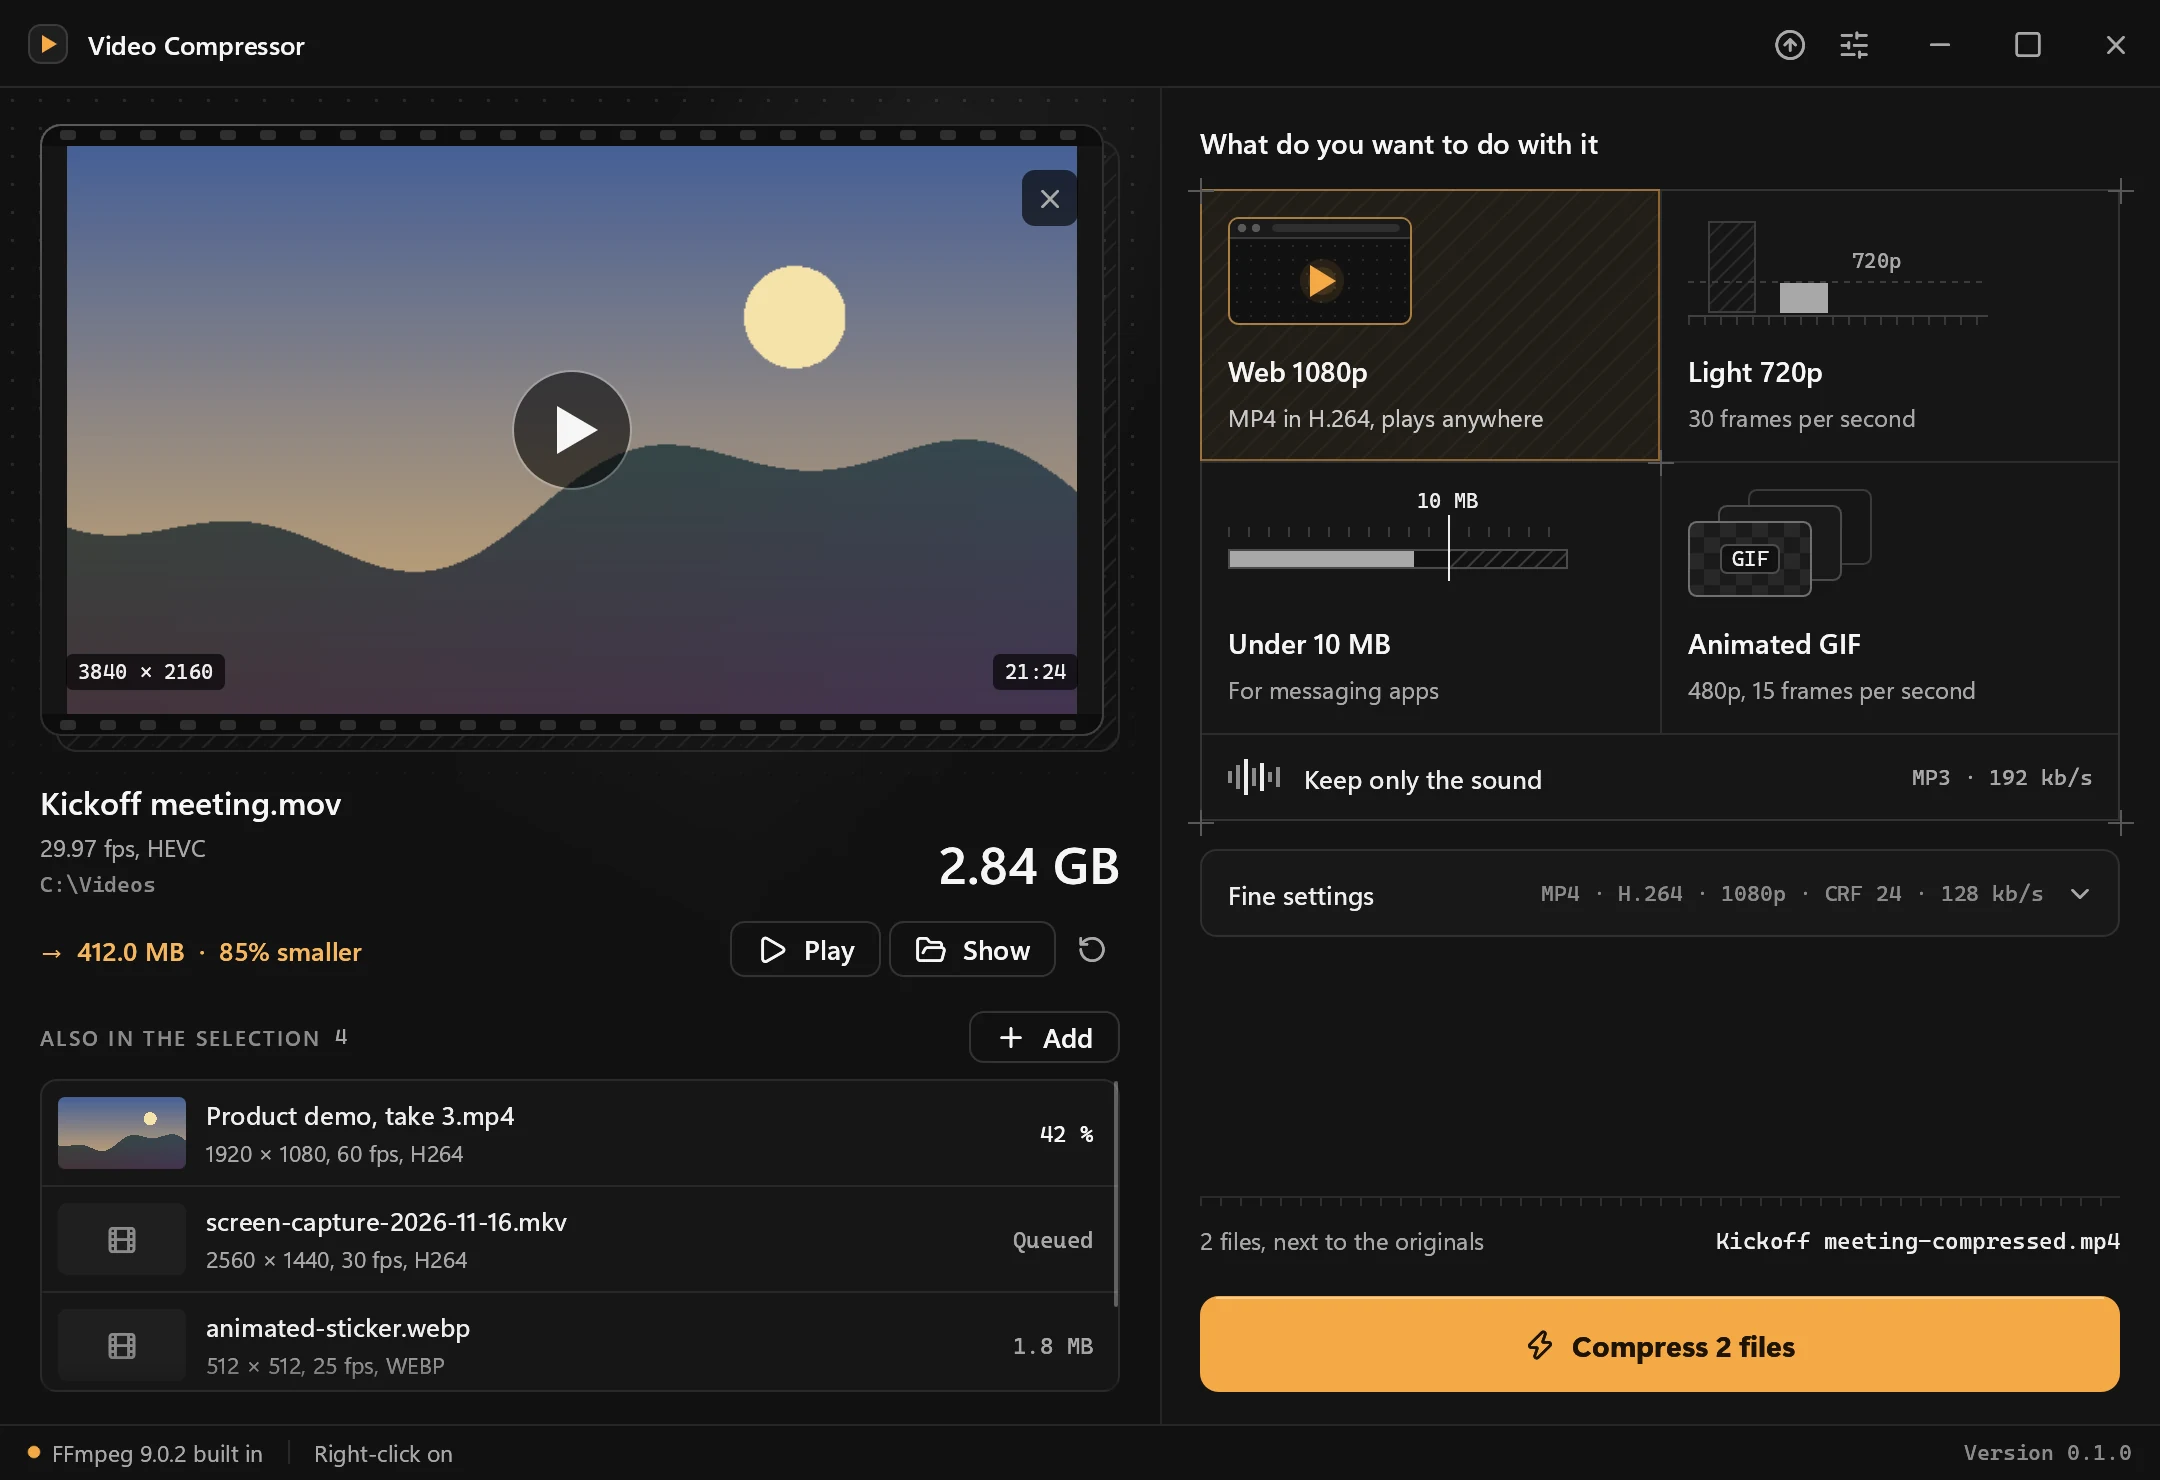 Video Compressor
3840 × 2160
21:24
Kickoff meeting.mov
29.97 fps, HEVC
C:\Videos
2.84 GB
→ 412.0 MB · 85% smaller
Play
Show
ALSO IN THE SELECTION 4
Add
Product demo, take 3.mp4
1920 × 1080, 60 fps, H264
42 %
screen-capture-2026-11-16.mkv
2560 × 1440, 30 fps, H264
Queued
animated-sticker.webp
512 × 512, 25 fps, WEBP
1.8 MB
What do you want to do with it
Web 1080p
MP4 in H.264, plays anywhere
720p
Light 720p
30 frames per second
10 MB
Under 10 MB
For messaging apps
GIF
Animated GIF
480p, 15 frames per second
Keep only the sound
MP3 · 192 kb/s
Fine settings
MP4 · H.264 · 1080p · CRF 24 · 128 kb/s
2 files, next to the originals
Kickoff meeting-compressed.mp4
Compress 2 files
FFmpeg 9.0.2 built in
Right-click on
Version 0.1.0